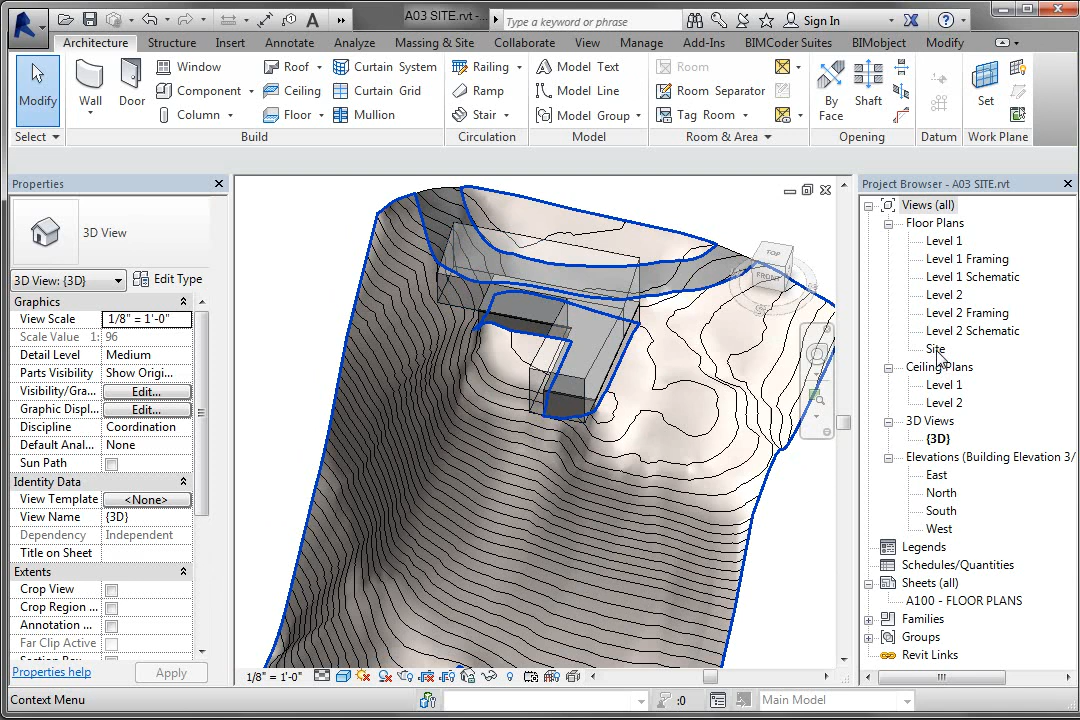 A03 SITE.rvt -...
Type a keyword or phrase
Sign In
Architecture Structure Insert Annotate Analyze Massing & Site Collaborate View Manage Add-Ins BIMCoder Suites BIMobject Modify
Modify
Wall
Door
Window
Component
Column
Roof
Ceiling
Floor
Curtain System
Curtain Grid
Mullion
Railing
Ramp
Stair
Model Text
Model Line
Model Group
Room
Room Separator
Tag Room
By
Face
Shaft
Set
Select Build Circulation Model Room & Area Opening Datum Work Plane
Properties
3D View
3D View: {3D} Edit Type
Graphics
View Scale 1/8" = 1'-0"
Scale Value 1: 96
Detail Level Medium
Parts Visibility Show Origi...
Visibility/Gra... Edit...
Graphic Displ... Edit...
Discipline Coordination
Default Anal... None
Sun Path
Identity Data
View Template <None>
View Name {3D}
Dependency Independent
Title on Sheet
Extents
Crop View
Crop Region ...
Annotation ...
Far Clip Active
Properties help Apply
TOP
FRONT
1/8" = 1'-0"
Project Browser - A03 SITE.rvt
Views (all)
Floor Plans
Level 1
Level 1 Framing
Level 1 Schematic
Level 2
Level 2 Framing
Level 2 Schematic
Site
Ceiling Plans
Level 1
Level 2
3D Views
{3D}
Elevations (Building Elevation 3/
East
North
South
West
Legends
Schedules/Quantities
Sheets (all)
A100 - FLOOR PLANS
Families
Groups
Revit Links
Context Menu
:0
Main Model